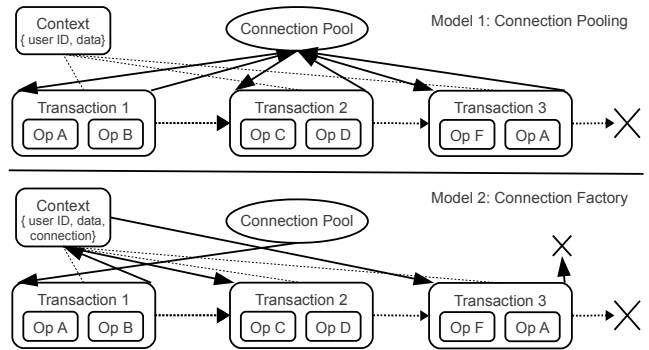 Model 1: Connection Pooling
Context
{ user ID, data}
Connection Pool
Transaction 1
Op A
Op B
Transaction 2
Op C
Op D
Transaction 3
Op F
Op A
Model 2: Connection Factory
Context
{ user ID, data,
connection}
Connection Pool
Transaction 1
Op A
Op B
Transaction 2
Op C
Op D
Transaction 3
Op F
Op A